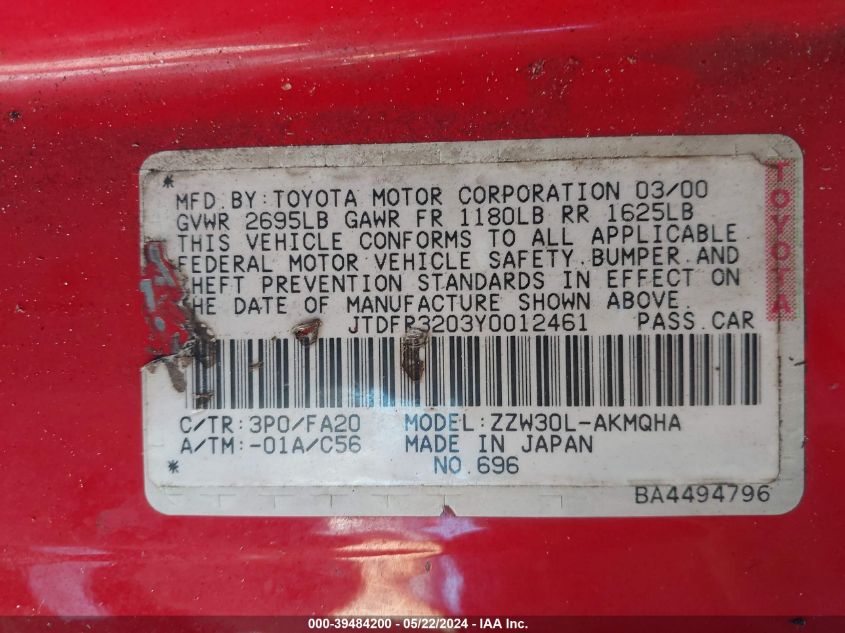 *
MFD.BY:TOYOTA MOTOR CORPORATION 03/00
GVWR 2695LB GAWR FR 1180LB RR 1625LB
THIS VEHICLE CONFORMS TO ALL APPLICABLE
FEDERAL MOTOR VEHICLE SAFETY,BUMPER,AND
THEFT PREVENTION STANDARDS IN EFFECT ON
THE DATE OF MANUFACTURE SHOWN ABOVE.
JTDFR3203Y0012461 PASS.CAR
TOYOTA
C/TR:3P0/FA20 MODEL:ZZW30L-AKMQHA
A/TM:-01A/C56 MADE IN JAPAN
* NO.696
BA4494796
000-39484200 - 05/22/2024 - IAA Inc.